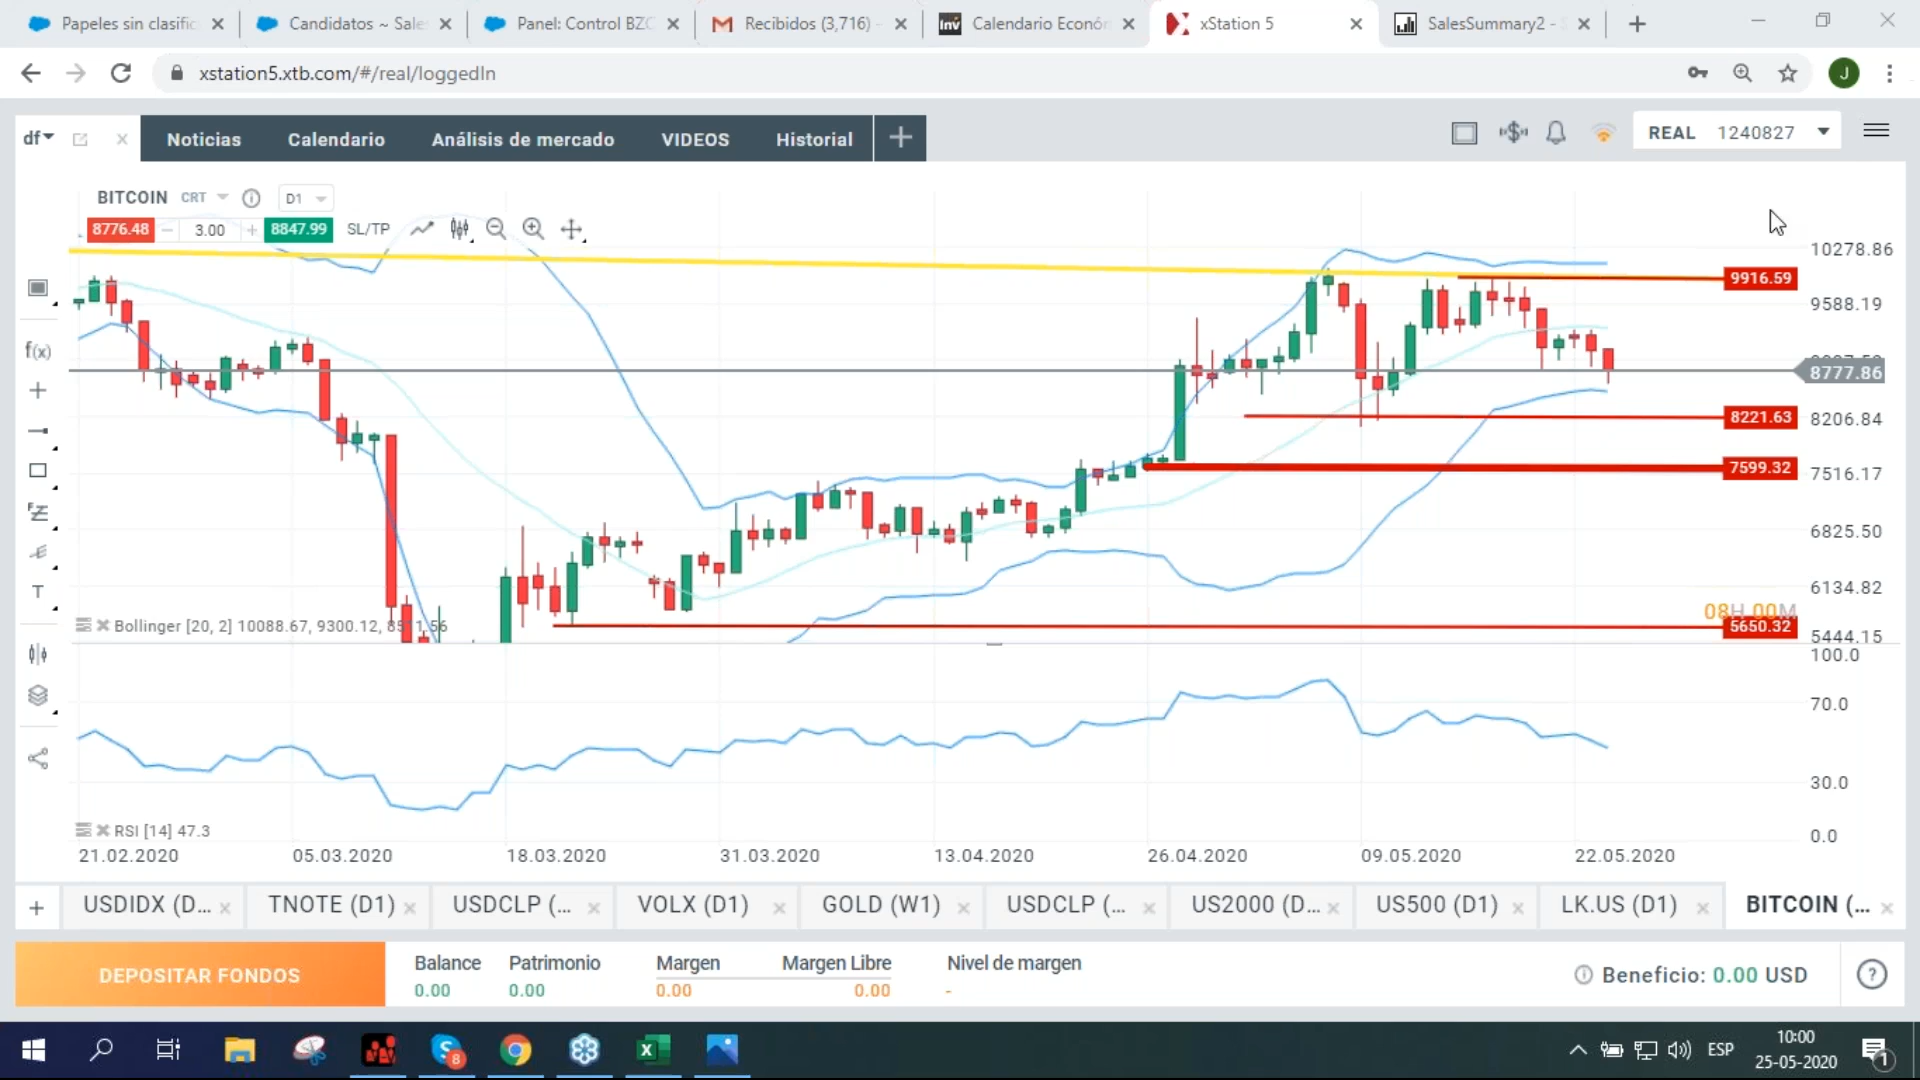 Papeles sin clasific
Candidatos ~ Sale
Panel: Control BZC
Recibidos (3,716) -
Calendario Económ
xStation 5
SalesSummary2 - S
xstation5.xtb.com/#/real/loggedIn
J
df
Noticias
Calendario
Análisis de mercado
VIDEOS
Historial
REAL 1240827
BITCOIN CRT
D1
8776.48
3.00
8847.99
SL/TP
10278.86
9916.59
9588.19
8777.86
8221.63
8206.84
7599.32
7516.17
6825.50
6134.82
08H 00M
5650.32
5444.15
Bollinger [20, 2] 10088.67, 9300.12, 8511.56
f(x)
T
100.0
70.0
30.0
0.0
RSI [14] 47.3
21.02.2020
05.03.2020
18.03.2020
31.03.2020
13.04.2020
26.04.2020
09.05.2020
22.05.2020
USDIDX (D...
TNOTE (D1)
USDCLP (...
VOLX (D1)
GOLD (W1)
USDCLP (...
US2000 (D...
US500 (D1)
LK.US (D1)
BITCOIN (...
DEPOSITAR FONDOS
Balance
0.00
Patrimonio
0.00
Margen
0.00
Margen Libre
0.00
Nivel de margen
-
Beneficio: 0.00 USD
8
ESP
10:00
25-05-2020
1